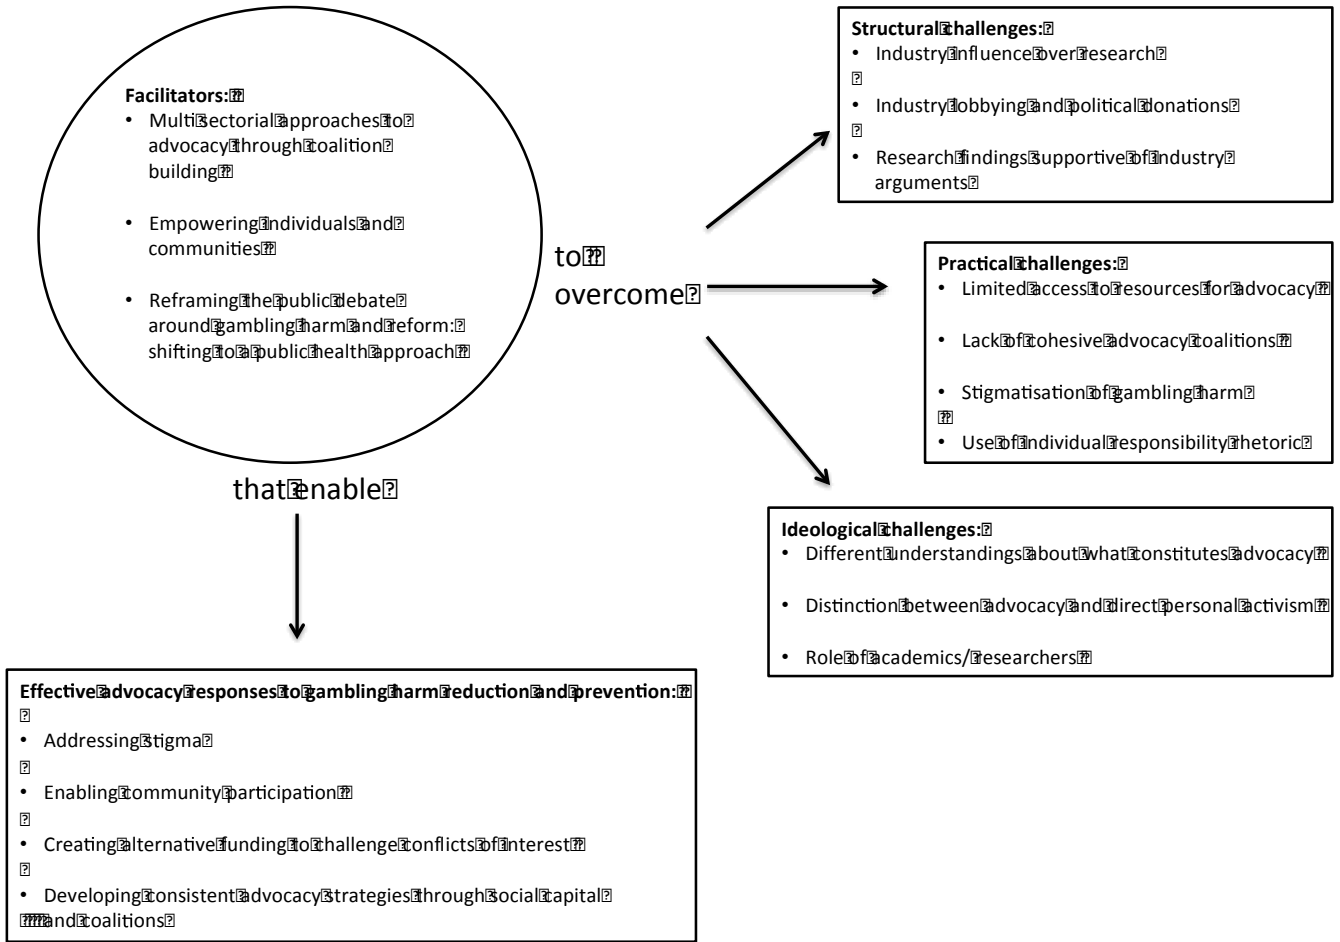 Facilitators:
• Multi sectorial approaches to
advocacy through coalition
building
• Empowering individuals and
communities
• Reframing the public debate
around gambling harm and reform:
shifting to a public health approach
to
overcome
that enable
Structural challenges:
• Industry influence over research
• Industry lobbying and political donations
• Research findings supportive of industry
arguments
Practical challenges:
• Limited access to resources for advocacy
• Lack of cohesive advocacy coalitions
• Stigmatisation of gambling harm
• Use of individual responsibility rhetoric
Ideological challenges:
• Different understandings about what constitutes advocacy
• Distinction between advocacy and direct personal activism
• Role of academics/ researchers
Effective advocacy responses to gambling harm reduction and prevention:
• Addressing stigma
• Enabling community participation
• Creating alternative funding to challenge conflicts of interest
• Developing consistent advocacy strategies through social capital
and coalitions